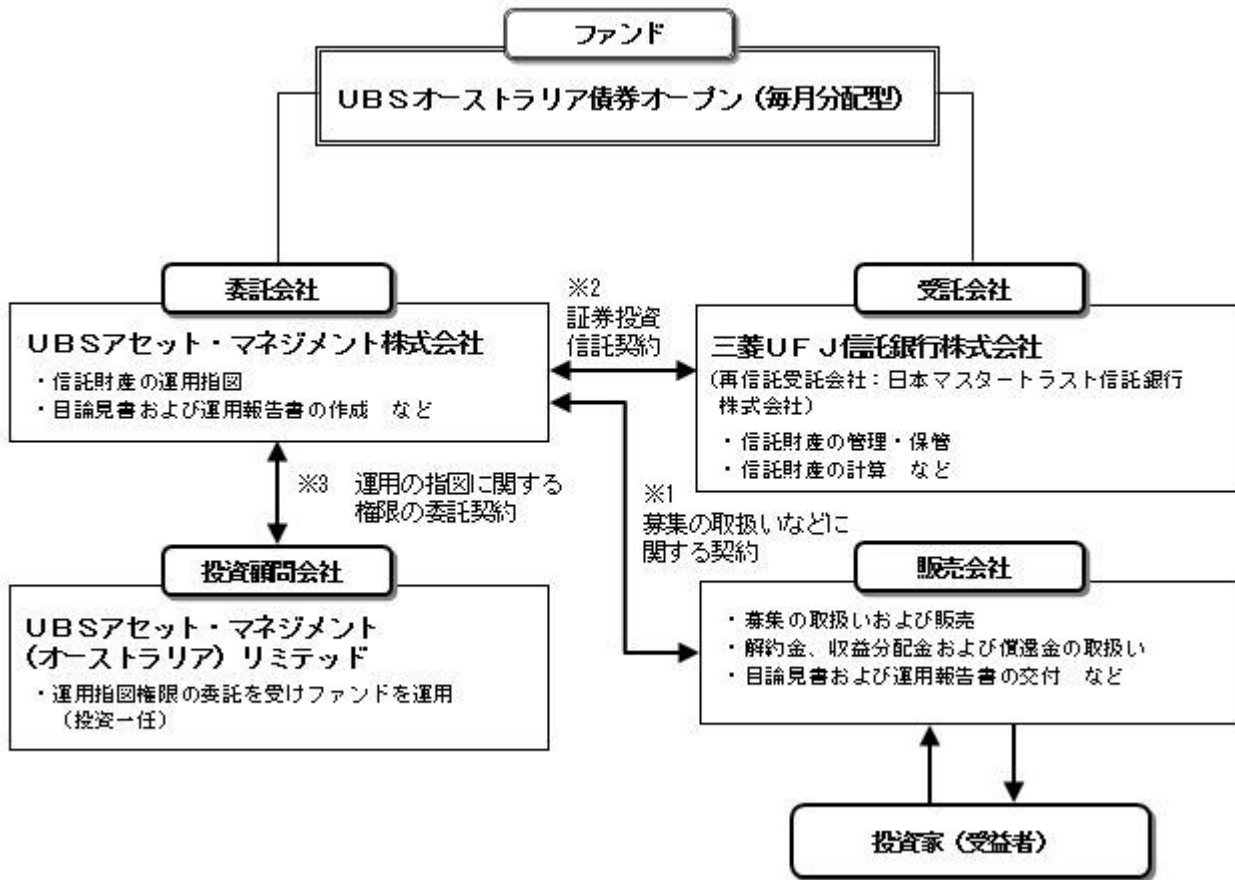 ファンド
UBSオーストラリア債券オープン(毎月分配型)
委託会社
UBSアセット・マネジメント株式会社
・信託財産の運用指図
・目論見書および運用報告書の作成 など
※2
証券投資
信託契約
受託会社
三菱UFJ信託銀行株式会社
(再信託受託会社:日本マスタートラスト信託銀行
株式会社)
・信託財産の管理・保管
・信託財産の計算 など
※3 運用の指図に関する
権限の委託契約
※1
募集の取扱いなどに
関する契約
投資顧問会社
UBSアセット・マネジメント
(オーストラリア)リミテッド
・運用指図権限の委託を受けファンドを運用
(投資一任)
販売会社
・募集の取扱いおよび販売
・解約金、収益分配金および償還金の取扱い
・目論見書および運用報告書の交付 など
投資家(受益者)